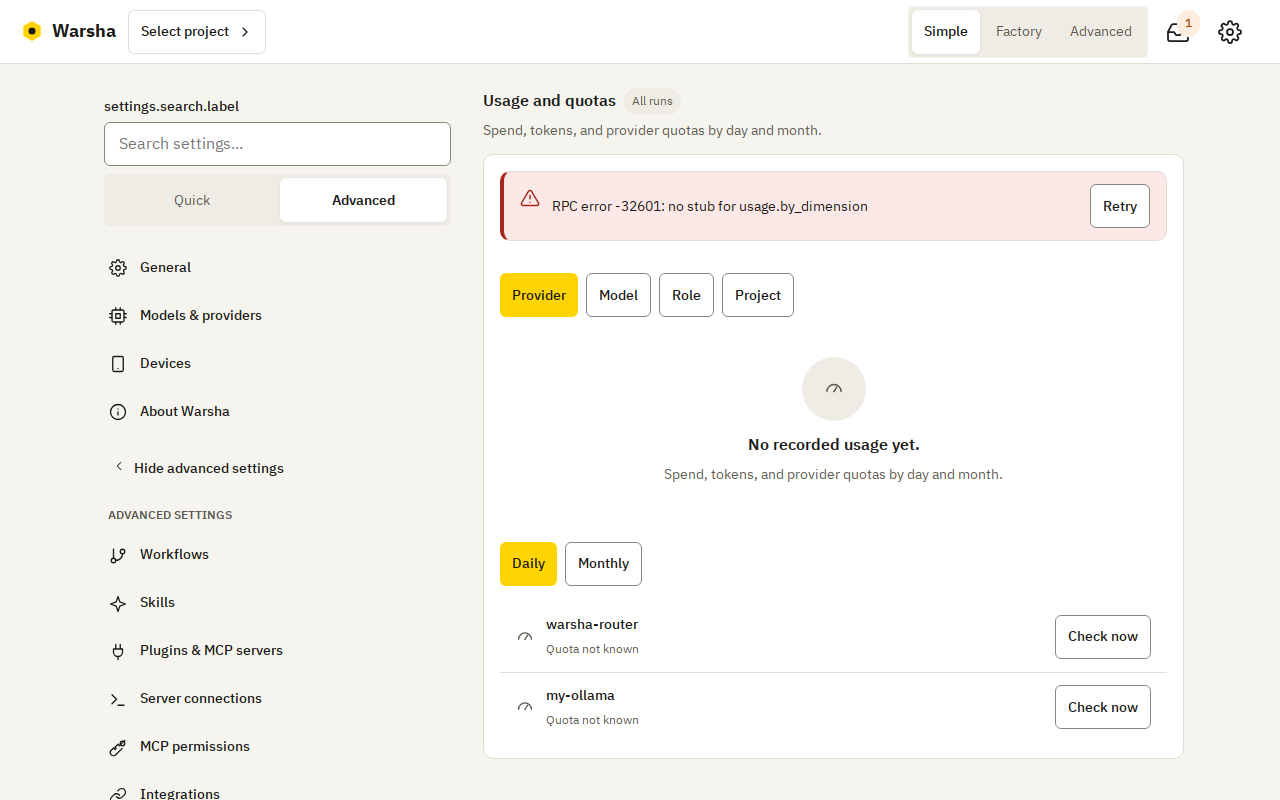 Warsha
Select project
Simple
Factory
Advanced
1
settings.search.label
Search settings...
Quick
Advanced
General
Models & providers
Devices
About Warsha
Hide advanced settings
ADVANCED SETTINGS
Workflows
Skills
Plugins & MCP servers
Server connections
MCP permissions
Integrations
Usage and quotas
All runs
Spend, tokens, and provider quotas by day and month.
RPC error -32601: no stub for usage.by_dimension
Retry
Provider
Model
Role
Project
No recorded usage yet.
Spend, tokens, and provider quotas by day and month.
Daily
Monthly
warsha-router
Quota not known
Check now
my-ollama
Quota not known
Check now